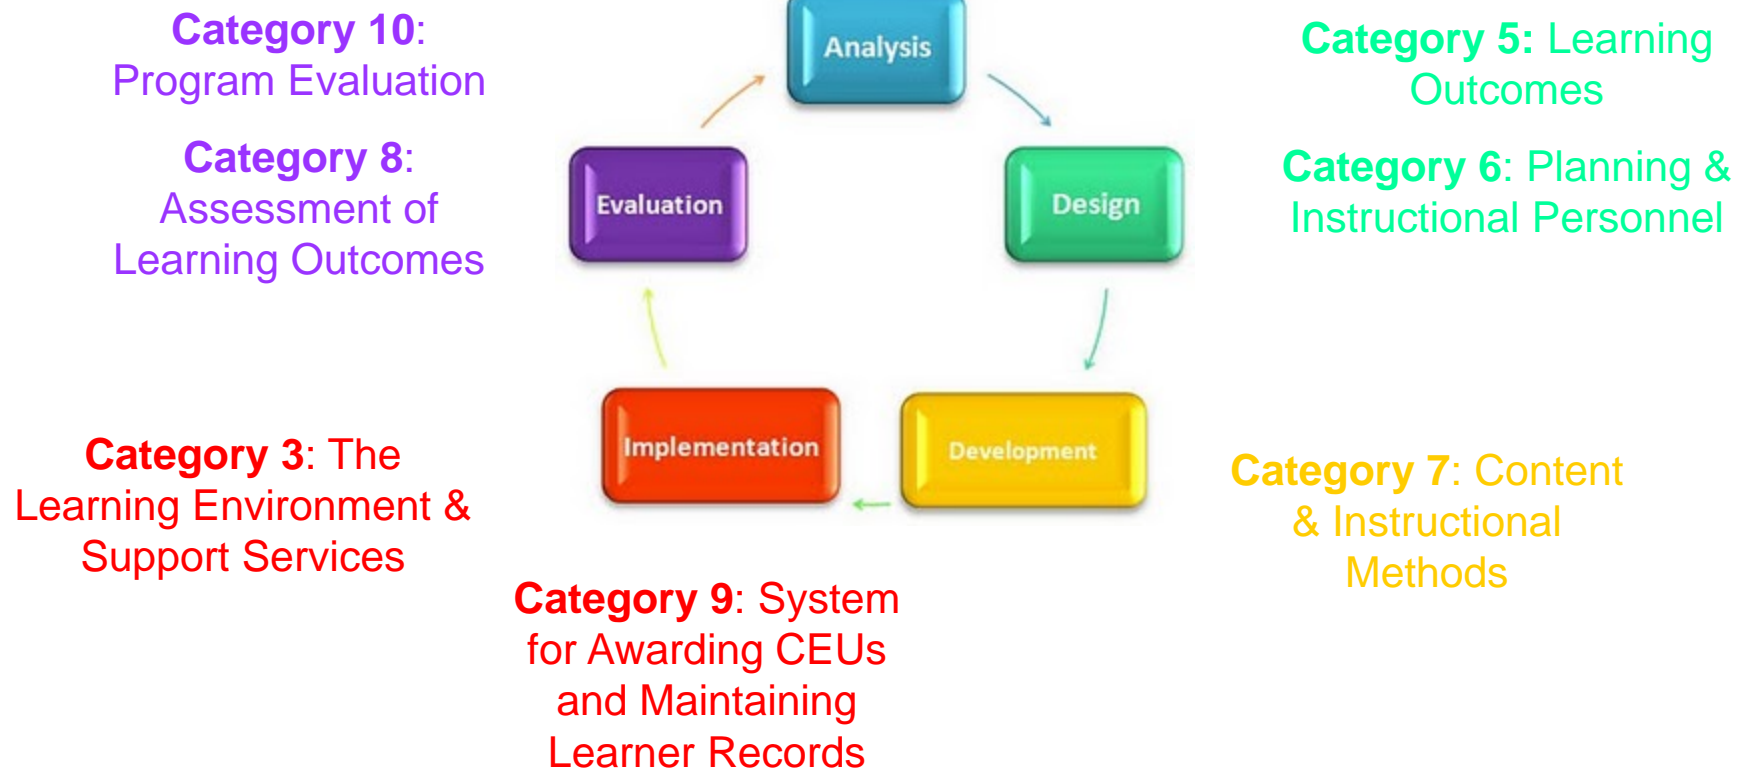 Category 10:
Program Evaluation
Category 8:
Assessment of
Learning Outcomes
Analysis
Category 5: Learning
Outcomes
Category 6: Planning &
Instructional Personnel
Evaluation
Design
Implementation
Development
Category 3: The
Learning Environment &
Support Services
Category 7: Content
& Instructional
Methods
Category 9: System
for Awarding CEUs
and Maintaining
Learner Records